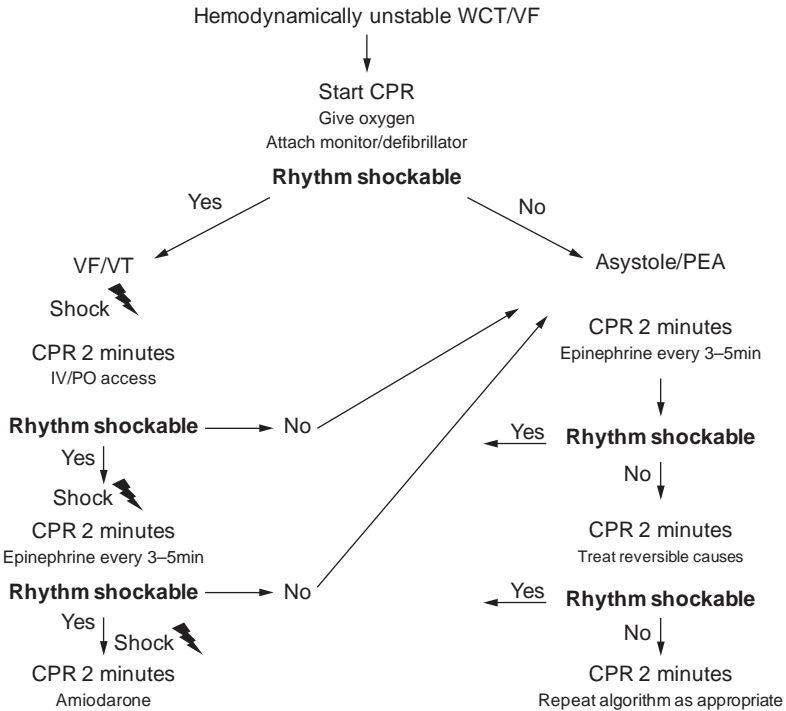 Hemodynamically unstable WCT/VF
Start CPR
Give oxygen
Attach monitor/defibrillator
Rhythm shockable
Yes
No
VF/VT
Shock
CPR 2 minutes
IV/PO access
Rhythm shockable
No
Yes
Shock
CPR 2 minutes
Epinephrine every 3–5min
Rhythm shockable
No
Yes
Shock
CPR 2 minutes
Amiodarone
Asystole/PEA
CPR 2 minutes
Epinephrine every 3–5min
Yes
Rhythm shockable
No
CPR 2 minutes
Treat reversible causes
Yes
Rhythm shockable
No
CPR 2 minutes
Repeat algorithm as appropriate